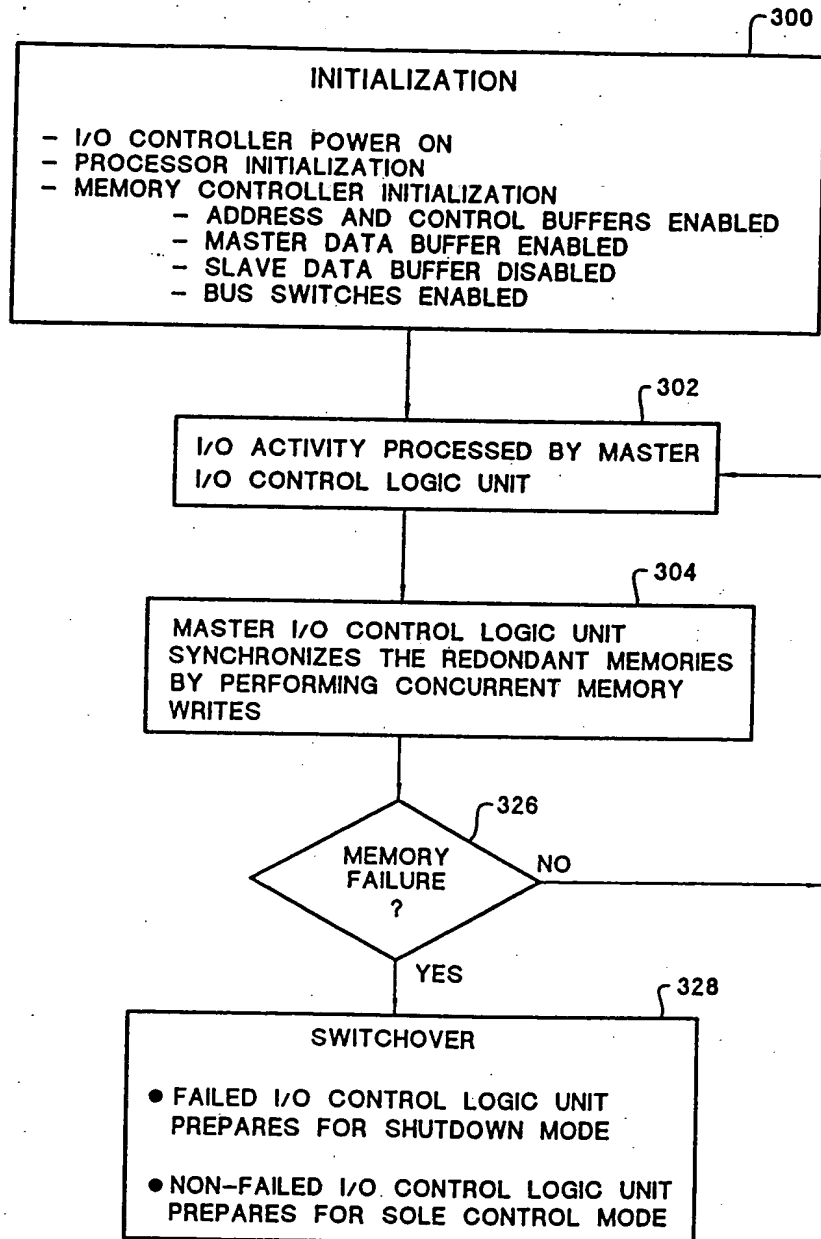 300
INITIALIZATION
– I/O CONTROLLER POWER ON
– PROCESSOR INITIALIZATION
– MEMORY CONTROLLER INITIALIZATION
– ADDRESS AND CONTROL BUFFERS ENABLED
– MASTER DATA BUFFER ENABLED
– SLAVE DATA BUFFER DISABLED
– BUS SWITCHES ENABLED
302
I/O ACTIVITY PROCESSED BY MASTER
I/O CONTROL LOGIC UNIT
304
MASTER I/O CONTROL LOGIC UNIT
SYNCHRONIZES THE REDONDANT MEMORIES
BY PERFORMING CONCURRENT MEMORY
WRITES
326
MEMORY
FAILURE
?
NO
YES
328
SWITCHOVER
● FAILED I/O CONTROL LOGIC UNIT
PREPARES FOR SHUTDOWN MODE
● NON–FAILED I/O CONTROL LOGIC UNIT
PREPARES FOR SOLE CONTROL MODE